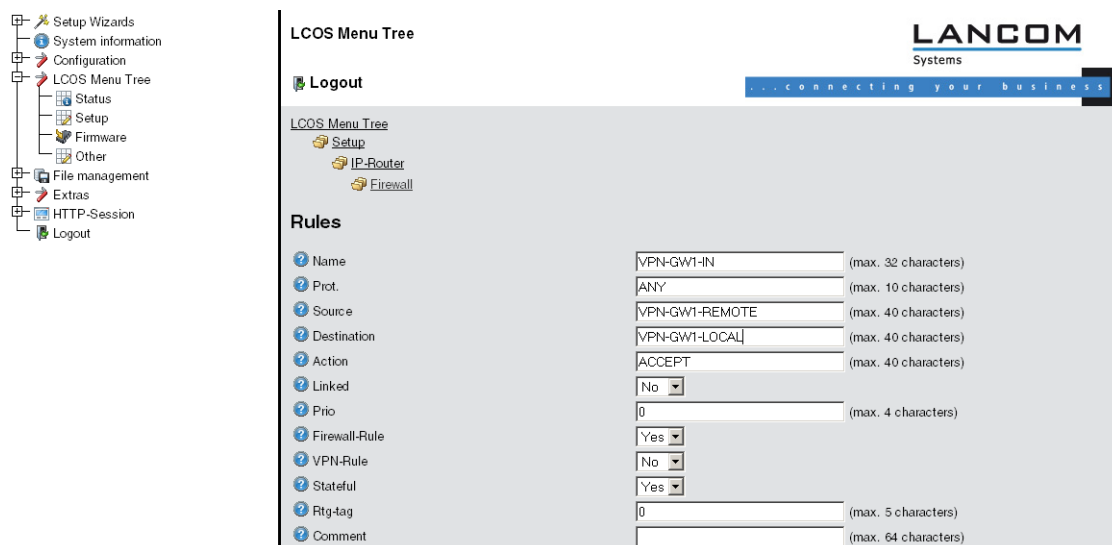 Setup Wizards
System information
Configuration
LCOS Menu Tree
Status
Setup
Firmware
Other
File management
Extras
HTTP-Session
Logout
LCOS Menu Tree
LANCOM
Systems
Logout
...connecting your business
LCOS Menu Tree
Setup
IP-Router
Firewall
Rules
Name VPN-GW1-IN (max. 32 characters)
Prot. ANY (max. 10 characters)
Source VPN-GW1-REMOTE (max. 40 characters)
Destination VPN-GW1-LOCAL (max. 40 characters)
Action ACCEPT (max. 40 characters)
Linked No
Prio 0 (max. 4 characters)
Firewall-Rule Yes
VPN-Rule No
Stateful Yes
Rtg-tag 0 (max. 5 characters)
Comment (max. 64 characters)